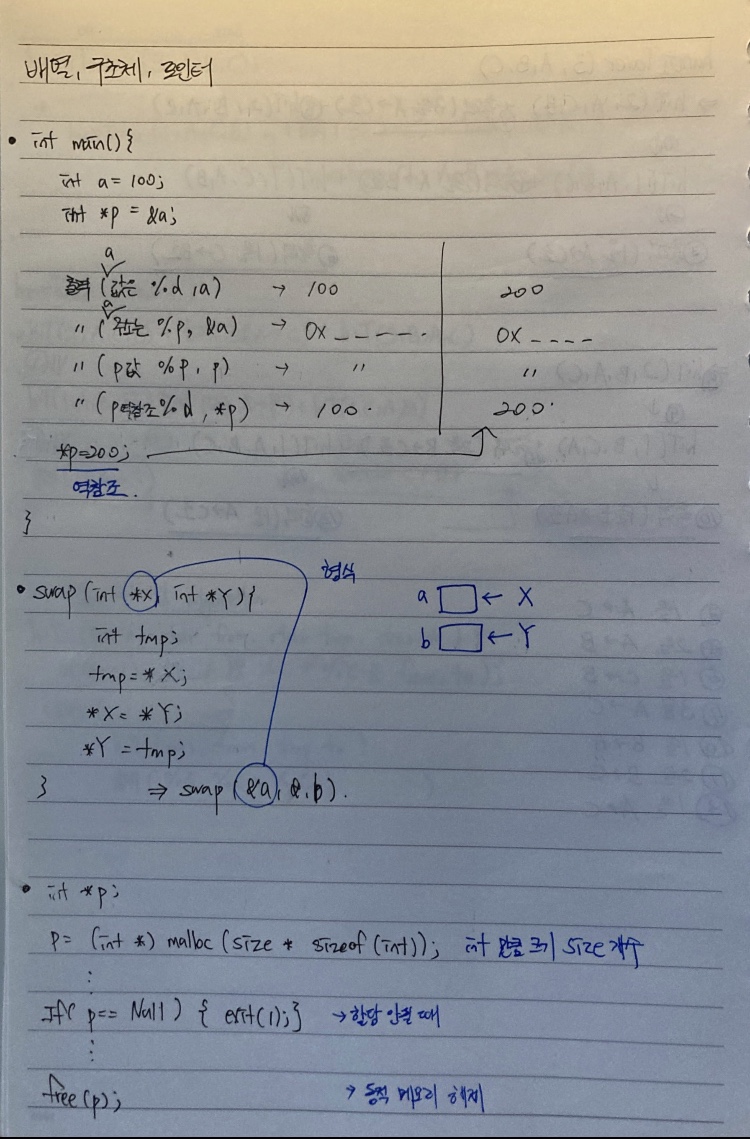 배열, 구조체, 포인터
• int main(){
int a = 100;
int *p = &a;
출력 (a 값은 %d, a) → 100 200
" (a 주소는 %p, &a) → 0x _ _ _ _ _ _ 0x _ _ _ _
" (p값 %p, p) → " "
" (p역참조 %d, *p) → 100. 200.
*p=200;
역참조.
}
형식
• swap (int *X, int *Y){ a ← X
int tmp; b ← Y
tmp = *X;
*X = *Y;
*Y = tmp;
} ⇒ swap (&a, &b).
• int *p;
p = (int *) malloc (size * sizeof(int)); int 만큼 크기 size 개수
⋮
If( p== Null ) { exit(1);} → 할당 안될 때
⋮
free(p); → 동적 메모리 해제